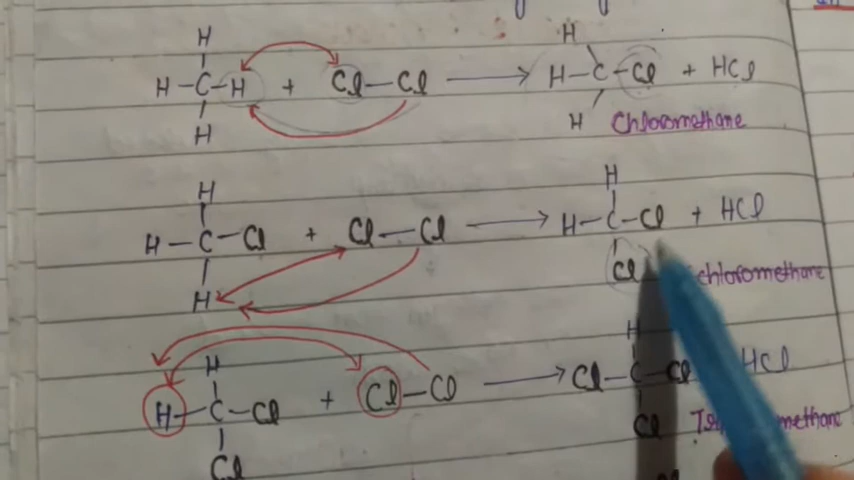 H
H-C-H + Cl-Cl ⟶ H-C-Cl + HCl
H
H
H Chloromethane
H
H-C-Cl + Cl-Cl ⟶ H-C-Cl + HCl
H
H
Cl chloromethane
H
H-C-Cl + Cl-Cl ⟶ Cl-C-Cl HCl
H
Cl
Cl methane